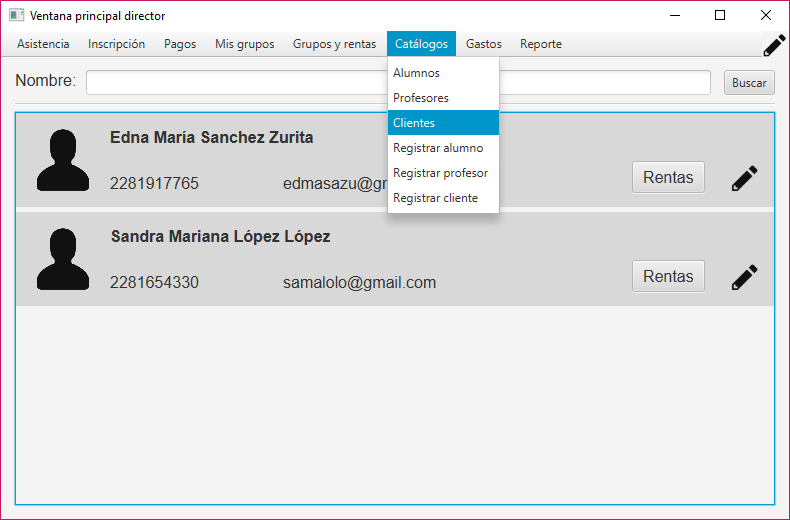 Ventana principal director
Asistencia Inscripción Pagos Mis grupos Grupos y rentas Catálogos Gastos Reporte
Nombre: Buscar
Alumnos
Profesores
Clientes
Registrar alumno
Registrar profesor
Registrar cliente
Edna María Sanchez Zurita
2281917765 edmasazu@gr Rentas
Sandra Mariana López López
2281654330 samalolo@gmail.com Rentas